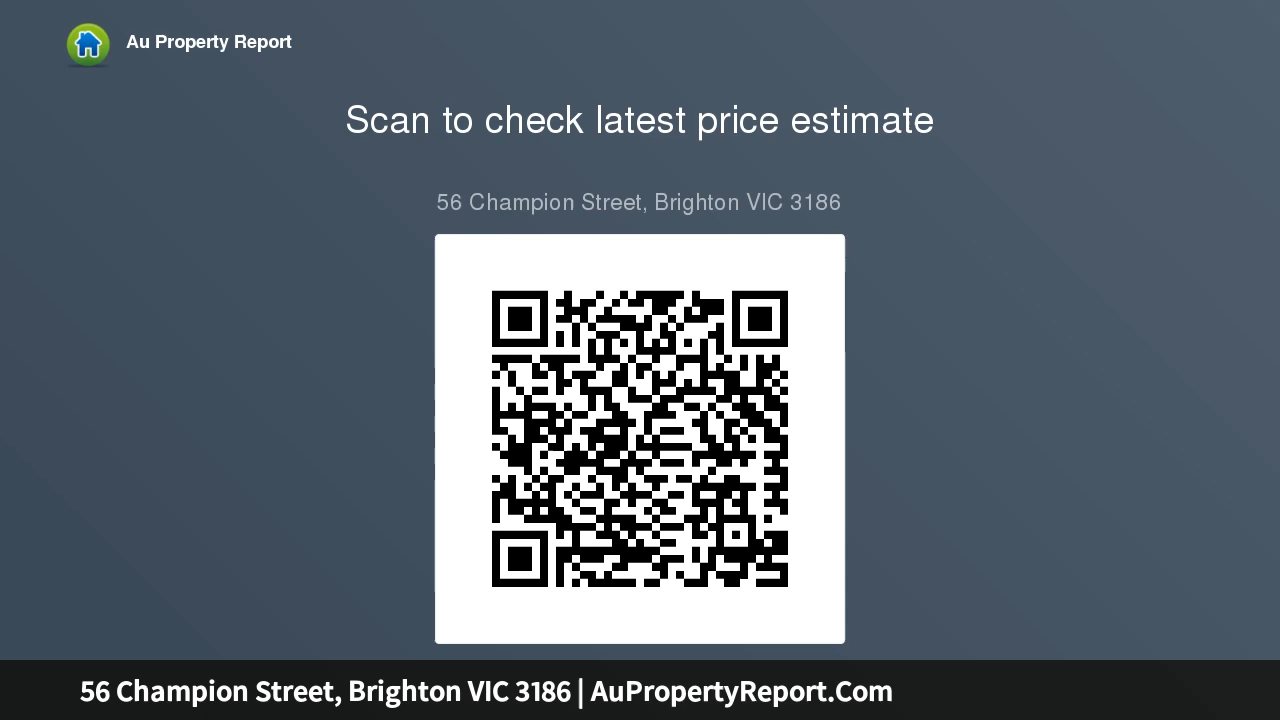 Au Property Report
Scan to check latest price estimate
56 Champion Street, Brighton VIC 3186
56 Champion Street, Brighton VIC 3186 | AuPropertyReport.Com